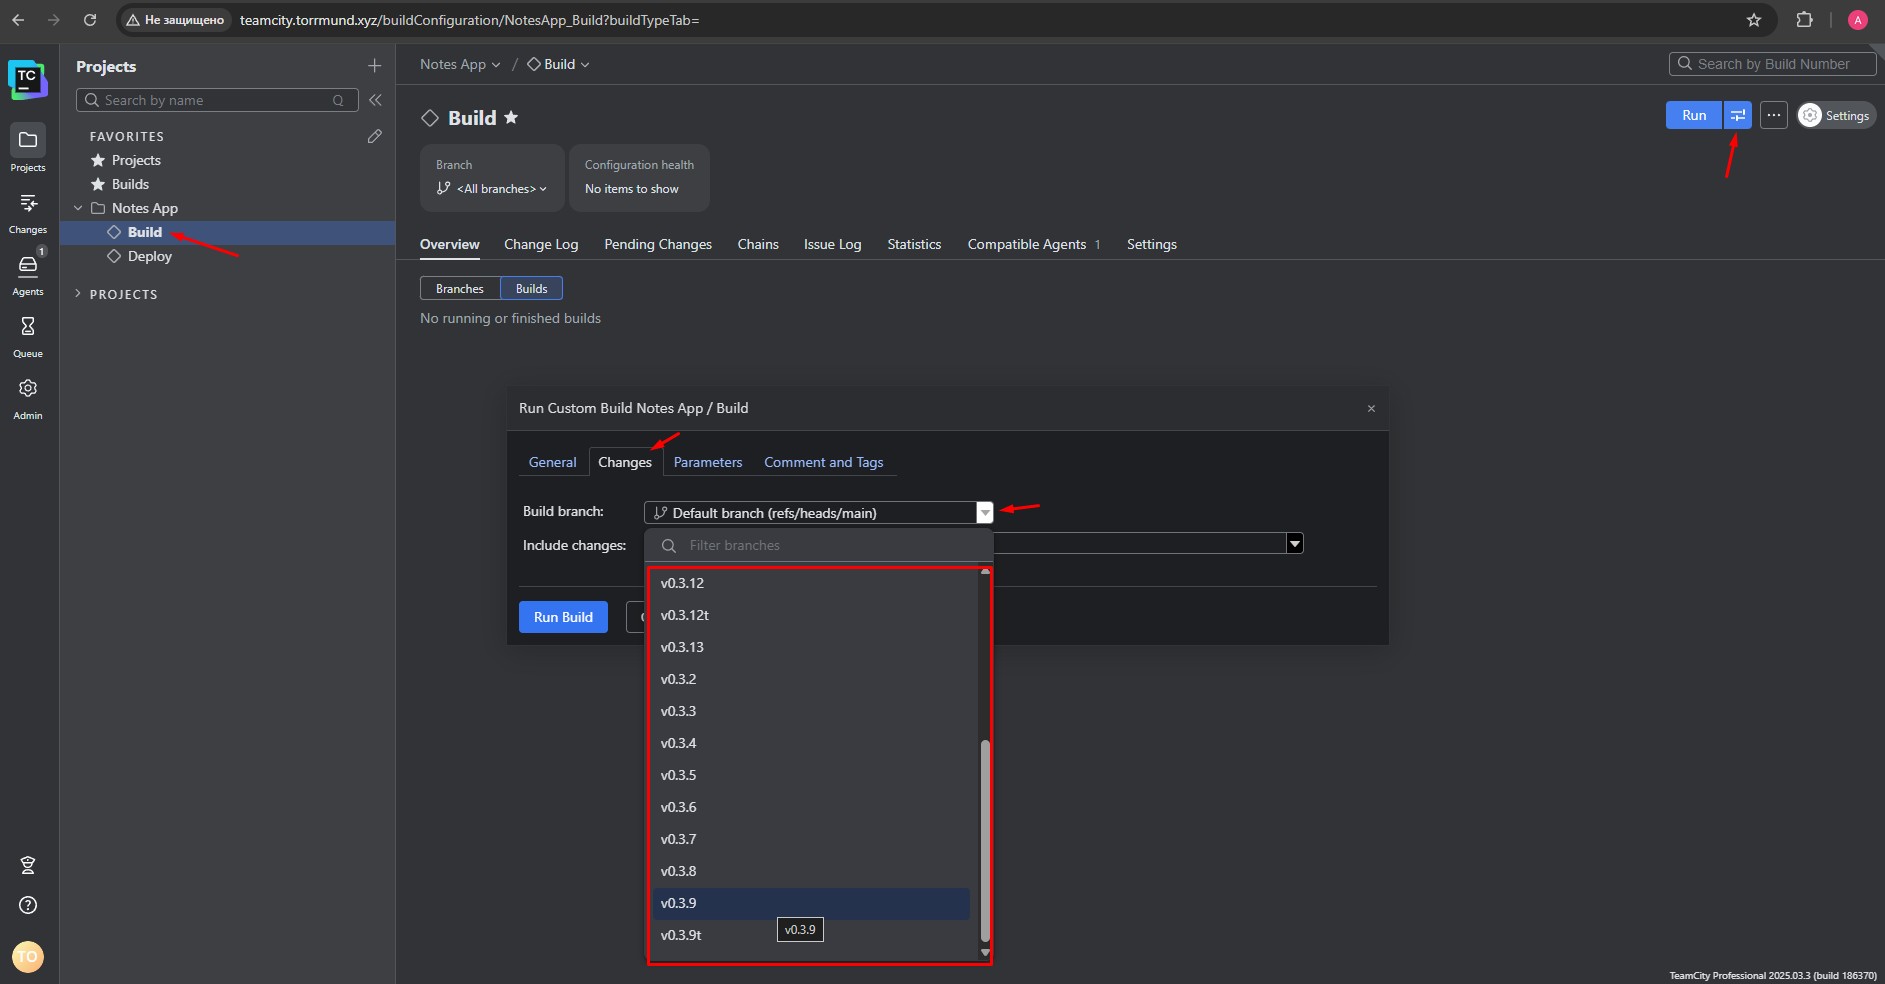 Не защищено
teamcity.torrmund.xyz/buildConfiguration/NotesApp_Build?buildTypeTab=
A
TC
Projects
Search by name
Q
FAVORITES
Projects
Builds
Notes App
Build
Deploy
PROJECTS
Projects
Changes
1
Agents
Queue
Admin
TO
Notes App / Build
Search by Build Number
Build
Run
Settings
Branch
<All branches>
Configuration health
No items to show
Overview Change Log Pending Changes Chains Issue Log Statistics Compatible Agents 1 Settings
Branches Builds
No running or finished builds
Run Custom Build Notes App / Build
General Changes Parameters Comment and Tags
Build branch: Default branch (refs/heads/main)
Include changes:
Filter branches
v0.3.12
v0.3.12t
v0.3.13
v0.3.2
v0.3.3
v0.3.4
v0.3.5
v0.3.6
v0.3.7
v0.3.8
v0.3.9
v0.3.9t
v0.3.9
Run Build
TeamCity Professional 2025.03.3 (build 186370)